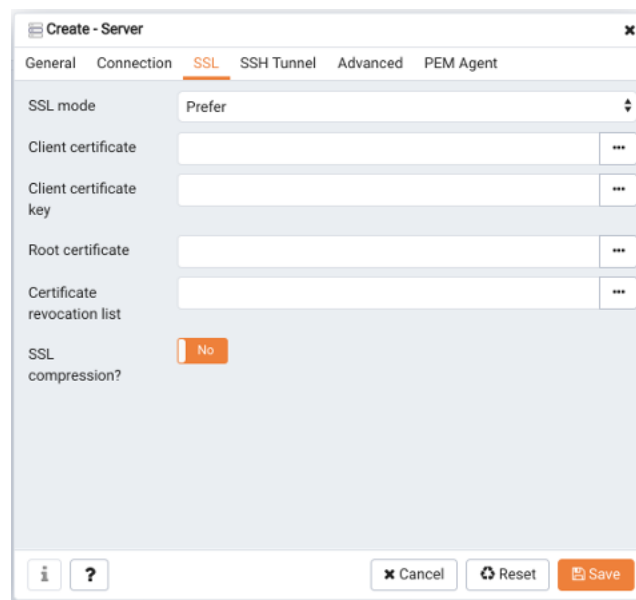 Create - Server
General Connection SSL SSH Tunnel Advanced PEM Agent
SSL mode Prefer
Client certificate
Client certificate
key
Root certificate
Certificate
revocation list
SSL No
compression?
i ? Cancel Reset Save